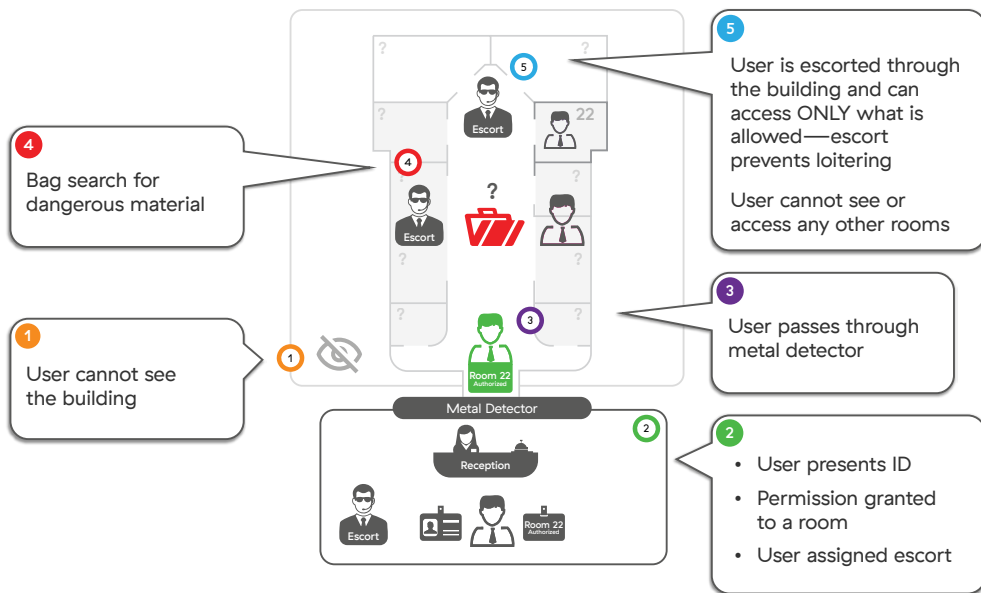 ?
?
5
5
User is escorted through
the building and can
access ONLY what is
allowed—escort
prevents loitering
User cannot see or
access any other rooms
Escort
?
22
4
Bag search for
dangerous material
4
?
?
?
Escort
?
?
?
?
3
User passes through
metal detector
3
1
User cannot see
the building
1
Room 22
Authorized
Metal Detector
2
Reception
Escort
Room 22
Authorized
2
• User presents ID
• Permission granted
to a room
• User assigned escort